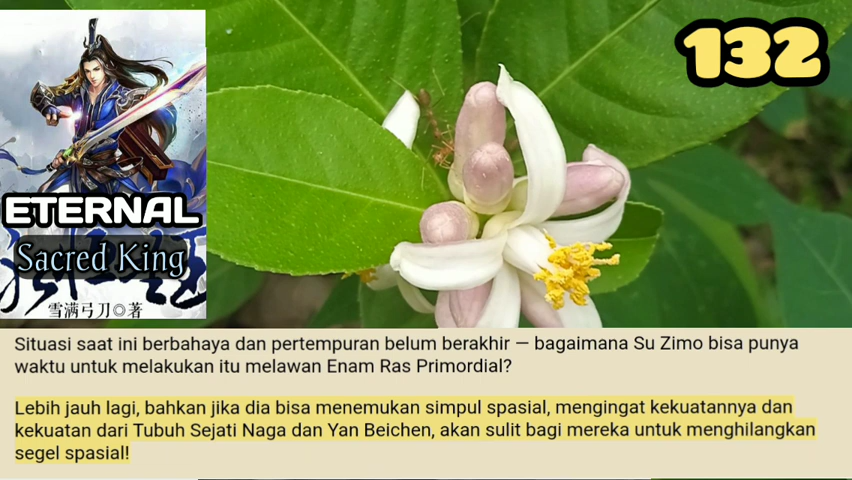 132
ETERNAL
Sacred King
雪满弓刀◎著
Situasi saat ini berbahaya dan pertempuran belum berakhir — bagaimana Su Zimo bisa punya
waktu untuk melakukan itu melawan Enam Ras Primordial?
Lebih jauh lagi, bahkan jika dia bisa menemukan simpul spasial, mengingat kekuatannya dan
kekuatan dari Tubuh Sejati Naga dan Yan Beichen, akan sulit bagi mereka untuk menghilangkan
segel spasial!